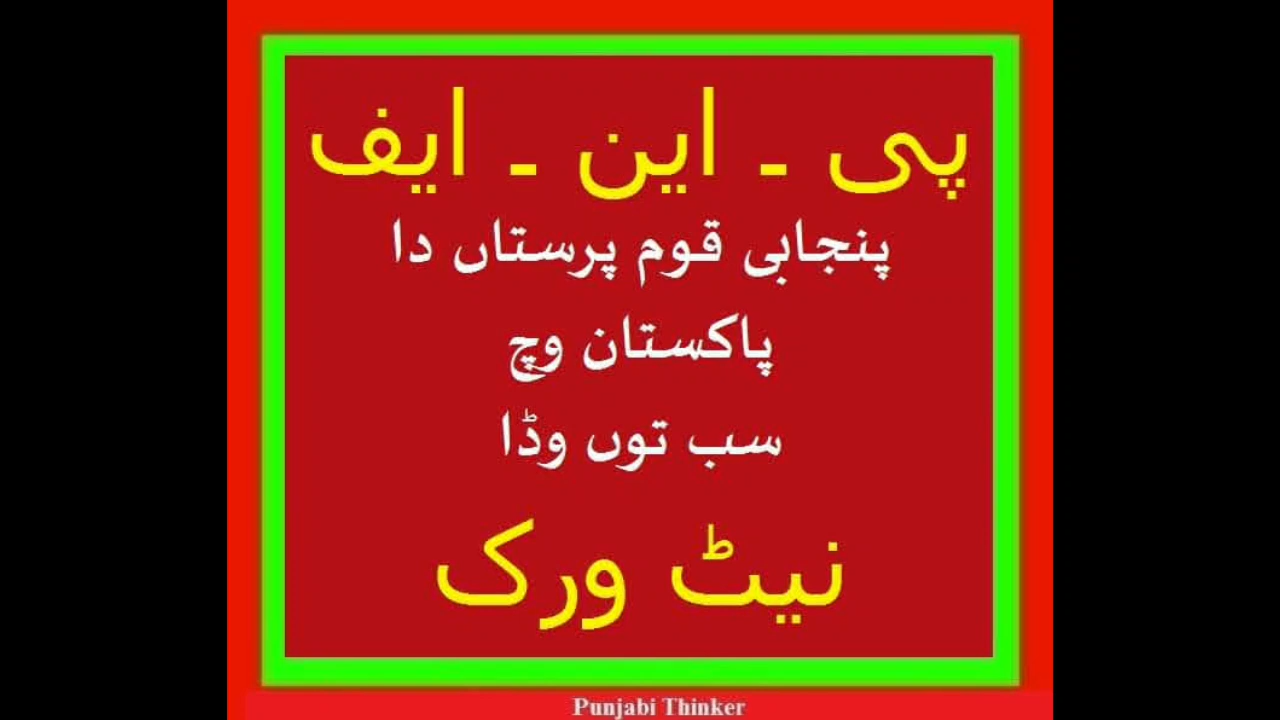 پی ۔ این ۔ ایف
پنجابی قوم پرستاں دا
پاکستان وچ
سب توں وڈا
نیٹ ورک
Punjabi Thinker